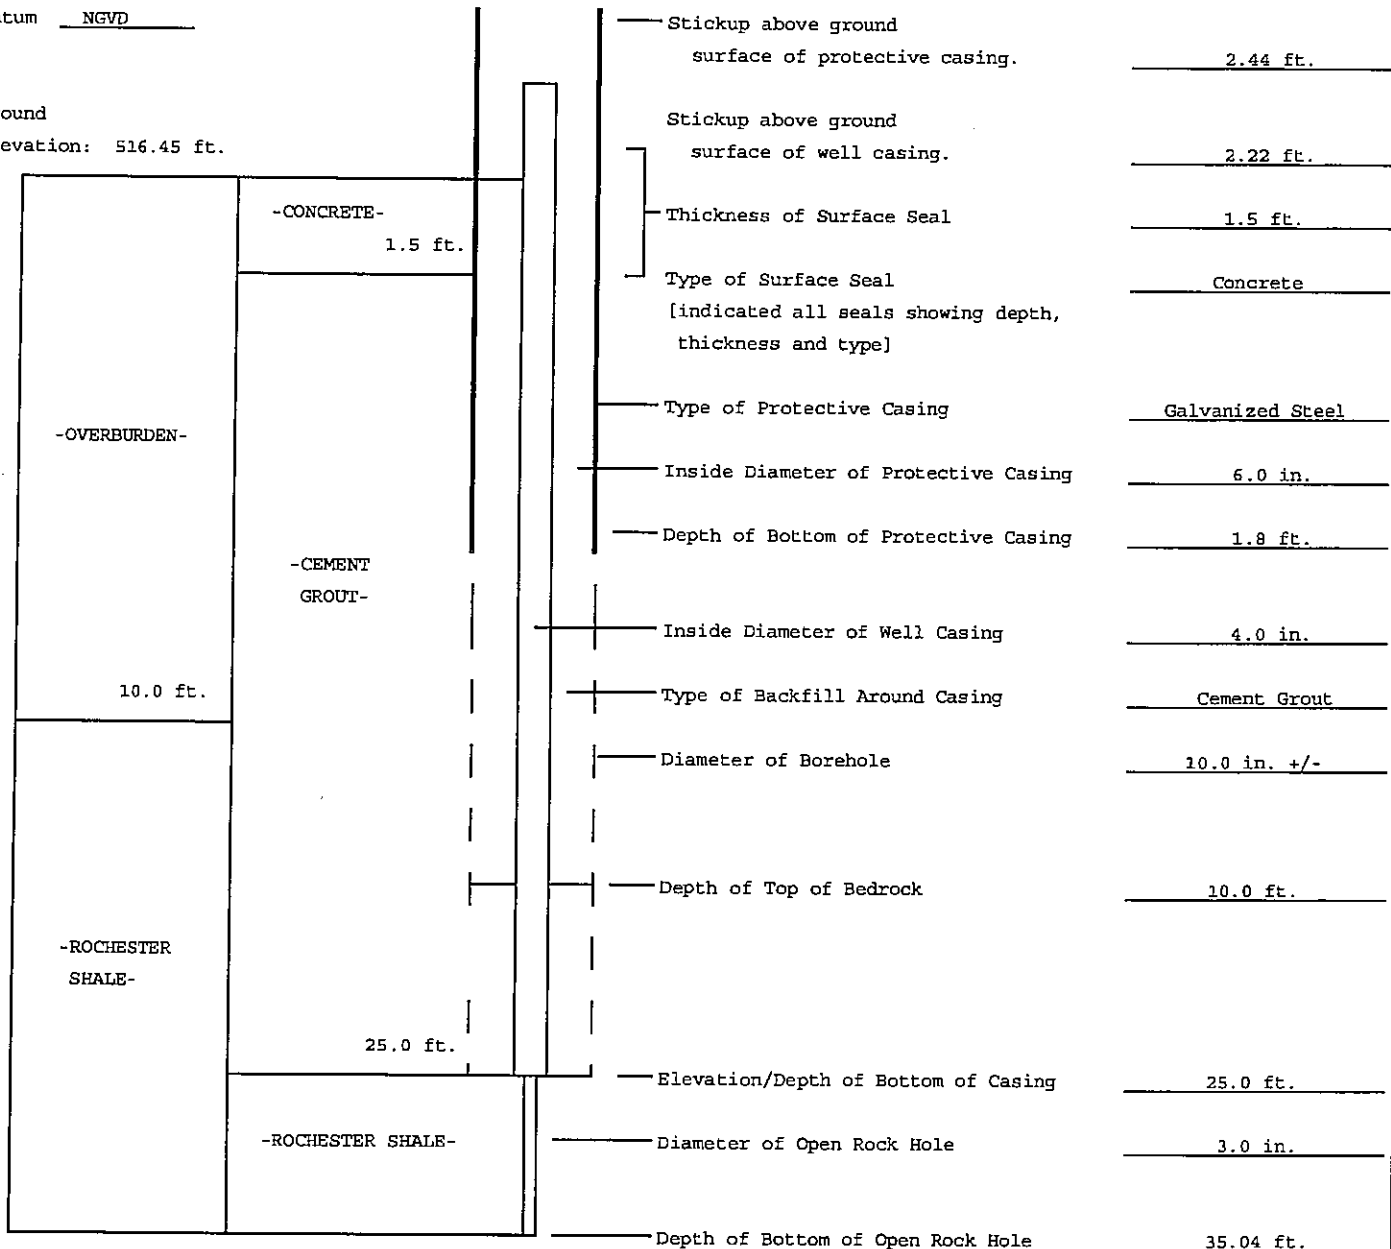 tum NGVD
ound
evation: 516.45 ft.
-CONCRETE-
1.5 ft.
-OVERBURDEN-
10.0 ft.
-CEMENT
GROUT-
-ROCHESTER
SHALE-
25.0 ft.
-ROCHESTER SHALE-
Stickup above ground
surface of protective casing. 2.44 ft.
Stickup above ground
surface of well casing. 2.22 ft.
Thickness of Surface Seal 1.5 ft.
Type of Surface Seal Concrete
[indicated all seals showing depth,
thickness and type]
Type of Protective Casing Galvanized Steel
Inside Diameter of Protective Casing 6.0 in.
Depth of Bottom of Protective Casing 1.8 ft.
Inside Diameter of Well Casing 4.0 in.
Type of Backfill Around Casing Cement Grout
Diameter of Borehole 10.0 in. +/-
Depth of Top of Bedrock 10.0 ft.
Elevation/Depth of Bottom of Casing 25.0 ft.
Diameter of Open Rock Hole 3.0 in.
Depth of Bottom of Open Rock Hole 35.04 ft.